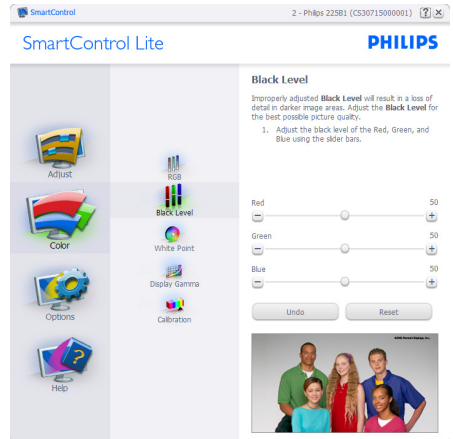 SmartControl
2 - Philips 225B1 (CS30715000001)
?
SmartControl Lite
PHILIPS
Adjust
Color
Options
Help
RGB
Black Level
White Point
Display Gamma
Calibration
Black Level
Improperly adjusted Black Level will result in a loss of
detail in darker image areas. Adjust the Black Level for
the best possible picture quality.
1. Adjust the black level of the Red, Green, and
Blue using the slider bars.
Red 50
Green 50
Blue 50
Undo Reset